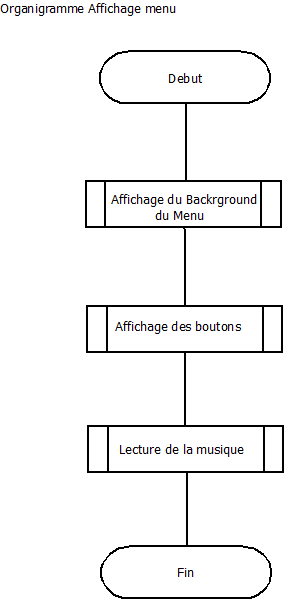 Organigramme Affichage menu
Debut
Affichage du Backrground
du Menu
Affichage des boutons
Lecture de la musique
Fin